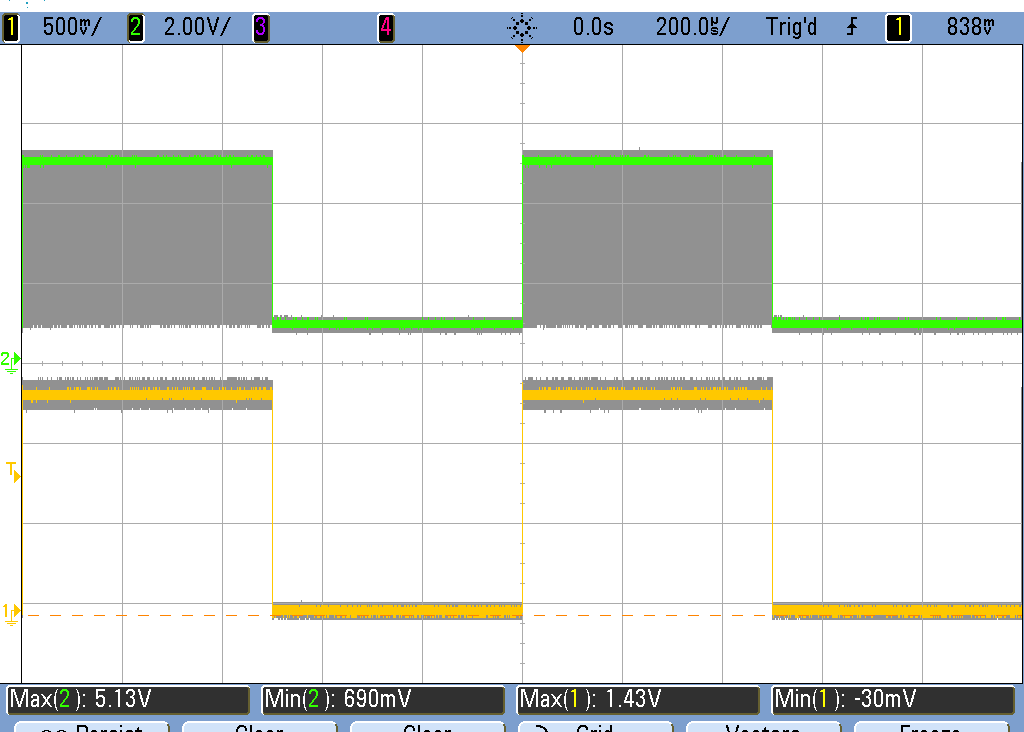 1 500mV/ 2 2.00V/ 3 4 0.0s 200.0us/ Trig'd 1 838mV
2
T
1
Max(2): 5.13V Min(2): 690mV Max(1): 1.43V Min(1): -30mV
∞ Persist Clear Clear Grid Vectors Freeze